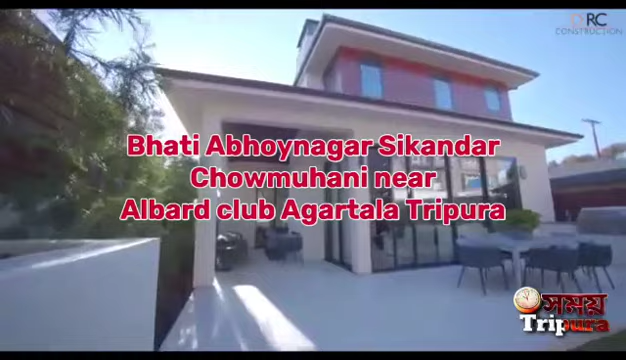 RC
CONSTRUCTION
Bhati Abhoynagar Sikandar
Chowmuhani near
Albard club Agartala Tripura
সময়
Tripura